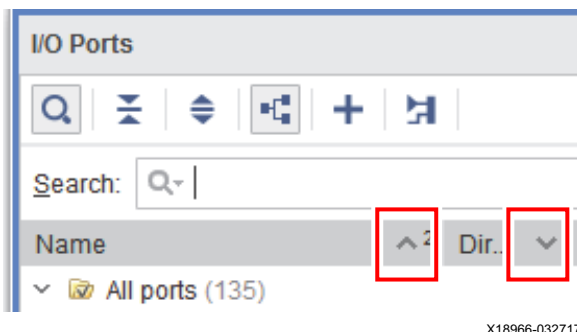 I/O Ports
Search:
Name 2 Dir..
All ports (135)
X18966-032717